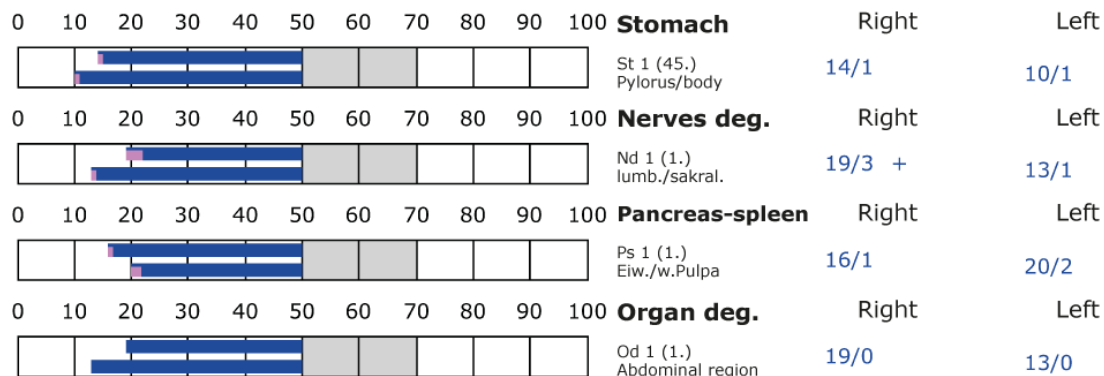 0 10 20 30 40 50 60 70 80 90 100 Stomach Right Left
St 1 (45.) 14/1 10/1
Pylorus/body
0 10 20 30 40 50 60 70 80 90 100 Nerves deg. Right Left
Nd 1 (1.) 19/3 + 13/1
lumb./sakral.
0 10 20 30 40 50 60 70 80 90 100 Pancreas-spleen Right Left
Ps 1 (1.) 16/1 20/2
Eiw./w.Pulpa
0 10 20 30 40 50 60 70 80 90 100 Organ deg. Right Left
Od 1 (1.) 19/0 13/0
Abdominal region